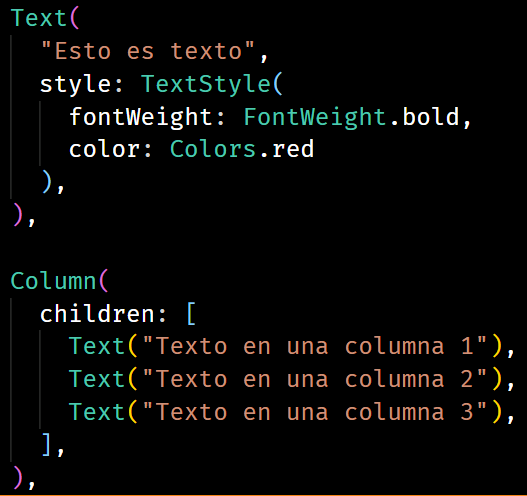 Text(
  "Esto es texto",
  style: TextStyle(
    fontWeight: FontWeight.bold,
    color: Colors.red
  ),
),

Column(
  children: [
    Text("Texto en una columna 1"),
    Text("Texto en una columna 2"),
    Text("Texto en una columna 3"),
  ],
),